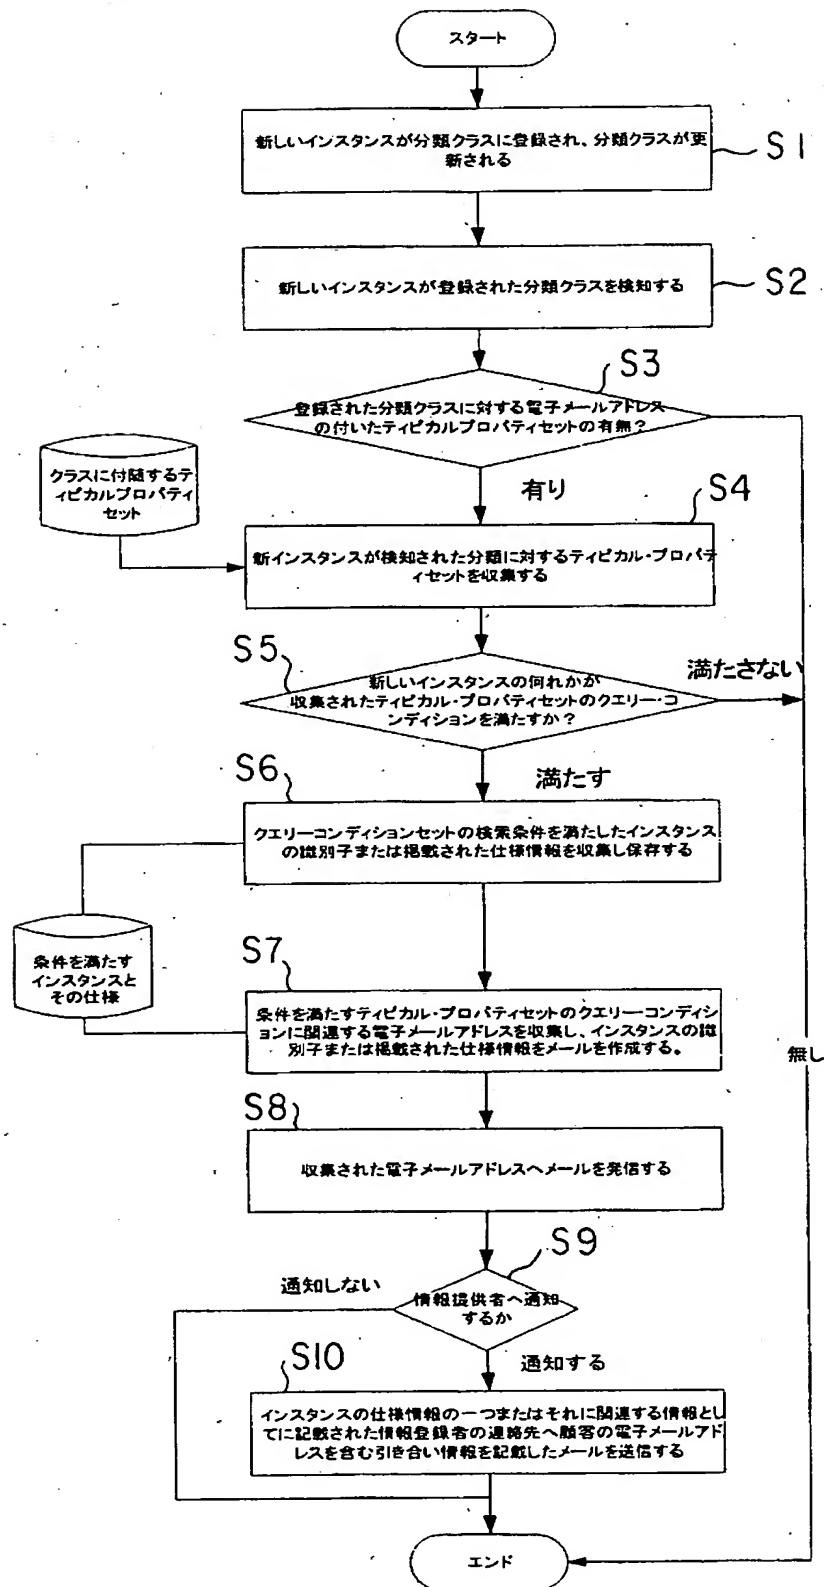 スタート
新しいインスタンスが分類クラスに登録され、分類クラスが更
新される
S1
新しいインスタンスが登録された分類クラスを検知する
S2
S3
登録された分類クラスに対する電子メールアドレス
の付いたティピカルプロパティセットの有無？
クラスに付随するテ
ィピカルプロパティ
セット
有り
S4
新インスタンスが検知された分類に対するティピカル・プロパテ
ィセットを収集する
S5
満たさない
新しいインスタンスの何れかが
収集されたティピカル・プロパティセットのクエリー・コ
ンディションを満たすか？
S6
満たす
クエリーコンディションセットの検索条件を満たしたインスタンス
の識別子または掲載された仕様情報を収集し保存する
条件を満たす
インスタンスと
その仕様
S7
条件を満たすティピカル・プロパティセットのクエリーコンディシ
ョンに関連する電子メールアドレスを収集し、インスタンスの識
別子または掲載された仕様情報をメールを作成する。
無し
S8
収集された電子メールアドレスへメールを発信する
S9
通知しない
情報提供者へ通知
するか
S10
通知する
インスタンスの仕様情報の一つまたはそれに関連する情報とし
てに記載された情報登録者の連絡先へ顧客の電子メールアド
レスを含む引き合い情報を記載したメールを送信する
エンド